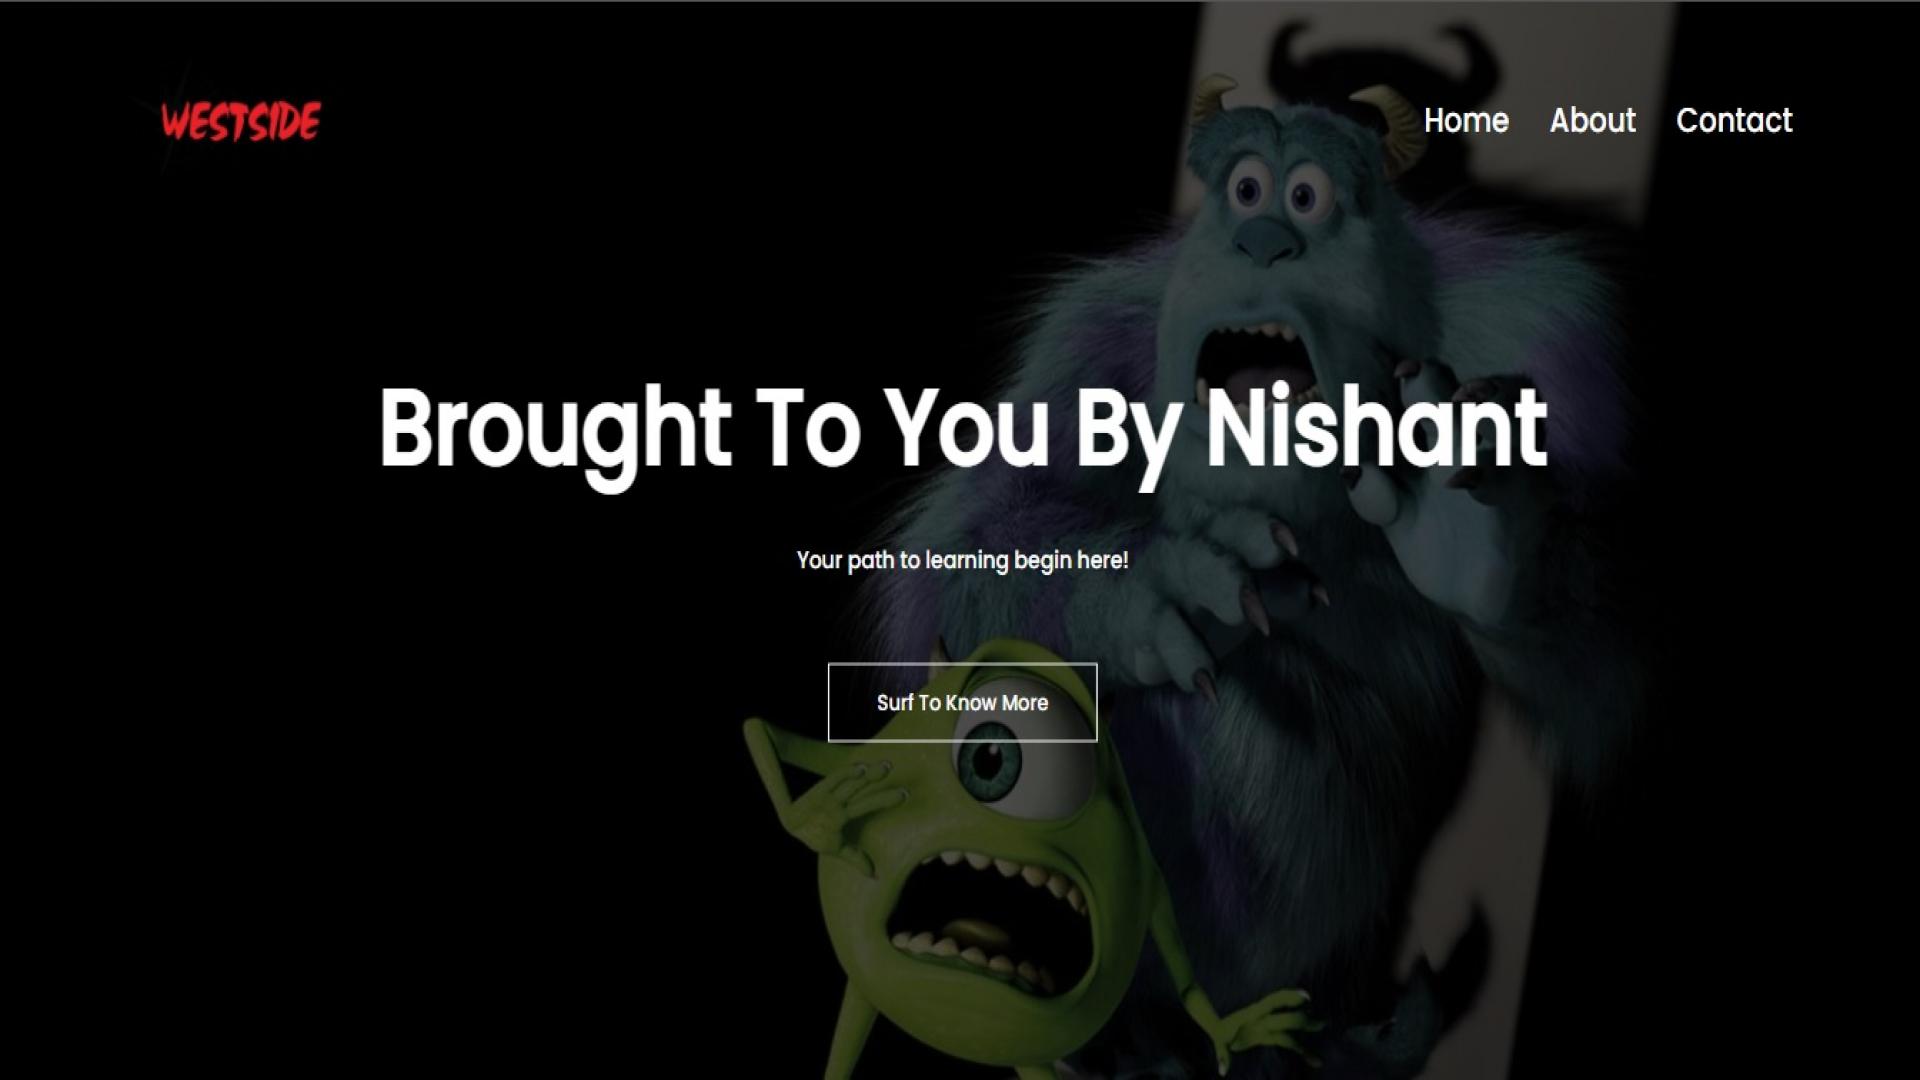 WESTSIDE
Home About Contact
Brought To You By Nishant
Your path to learning begin here!
Surf To Know More